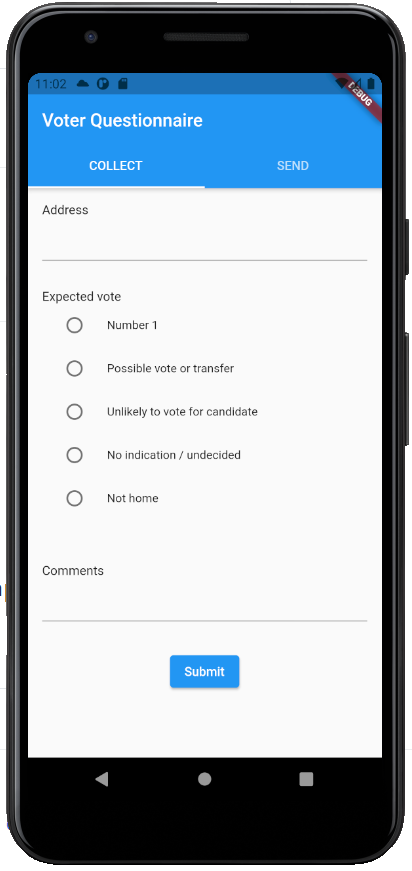 11:02
DEBUG
Voter Questionnaire
COLLECT
SEND
Address
Expected vote
Number 1
Possible vote or transfer
Unlikely to vote for candidate
No indication / undecided
Not home
Comments
Submit